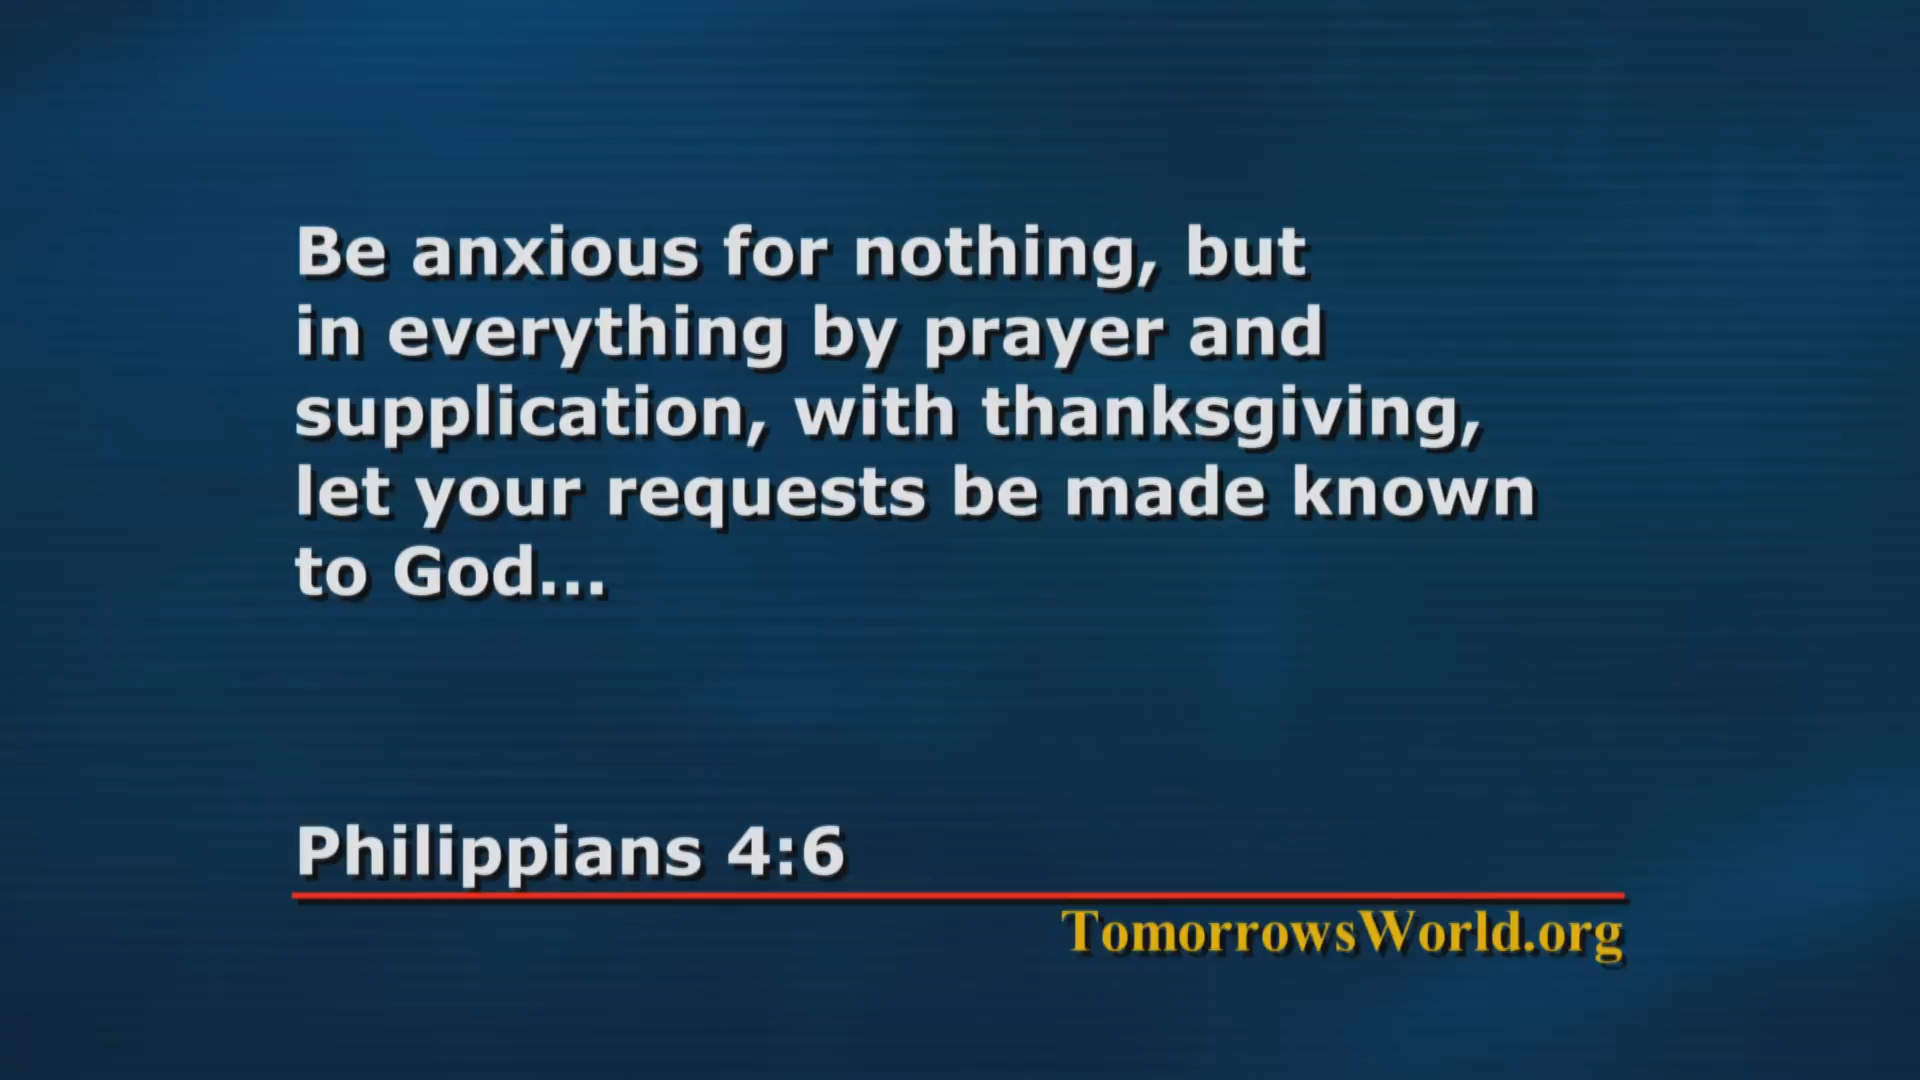 Be anxious for nothing, but
in everything by prayer and
supplication, with thanksgiving,
let your requests be made known
to God...
Philippians 4:6
TomorrowsWorld.org